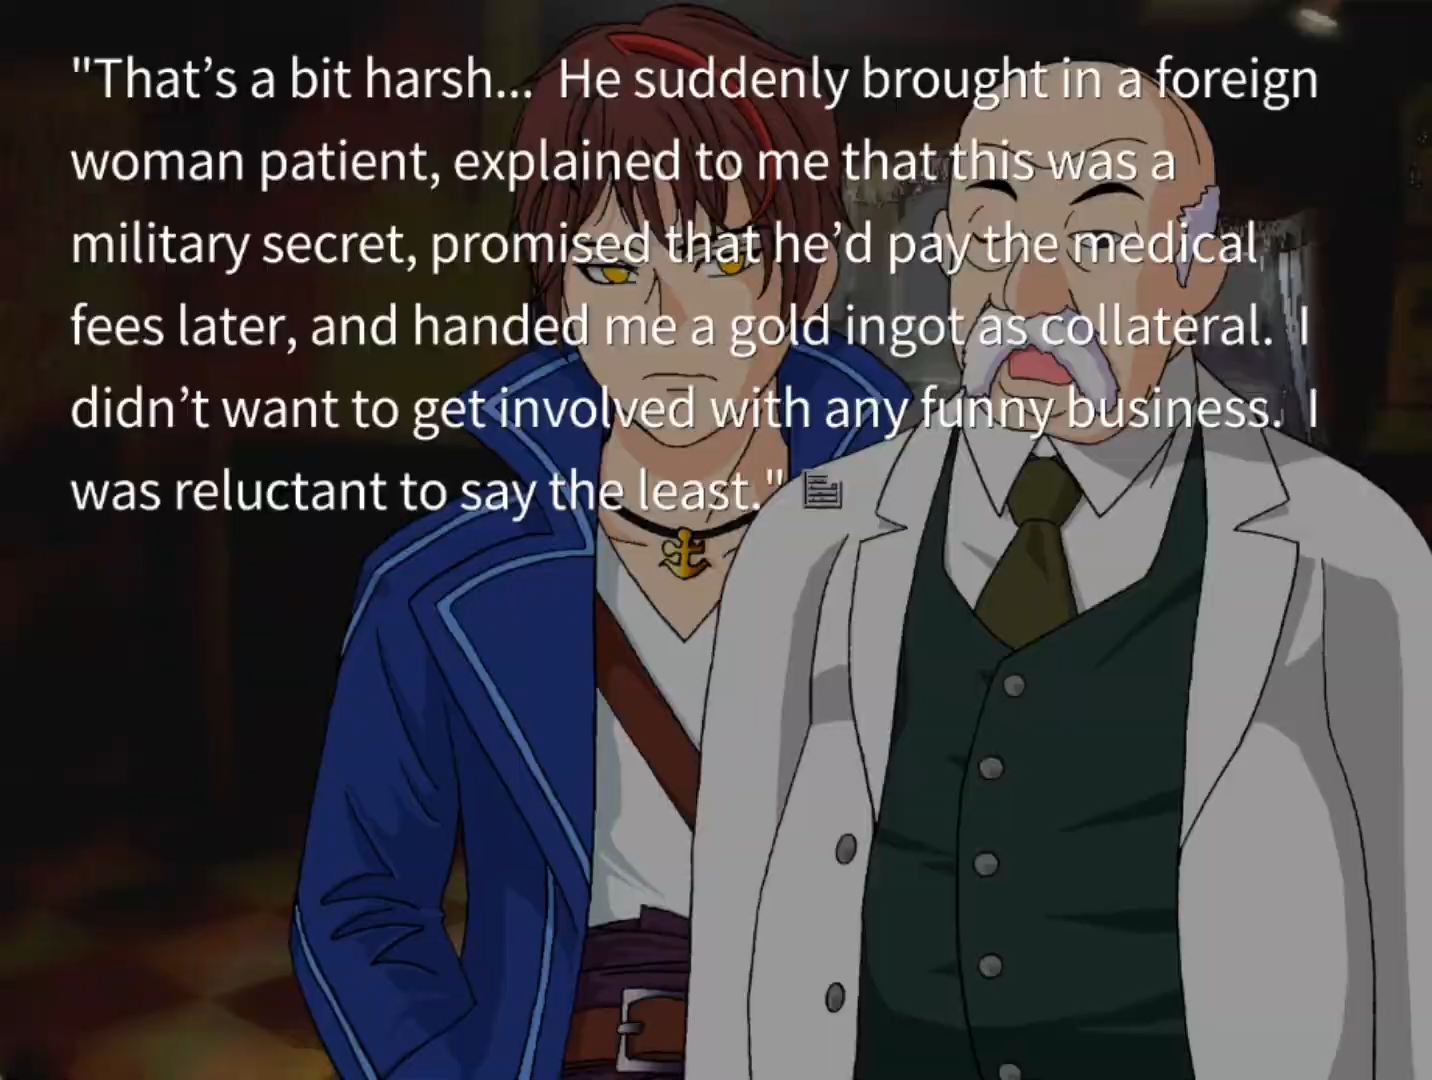 "That’s a bit harsh...  He suddenly brought in a foreign
woman patient, explained to me that this was a
military secret, promised that he’d pay the medical
fees later, and handed me a gold ingot as collateral.  I
didn’t want to get involved with any funny business.  I
was reluctant to say the least."